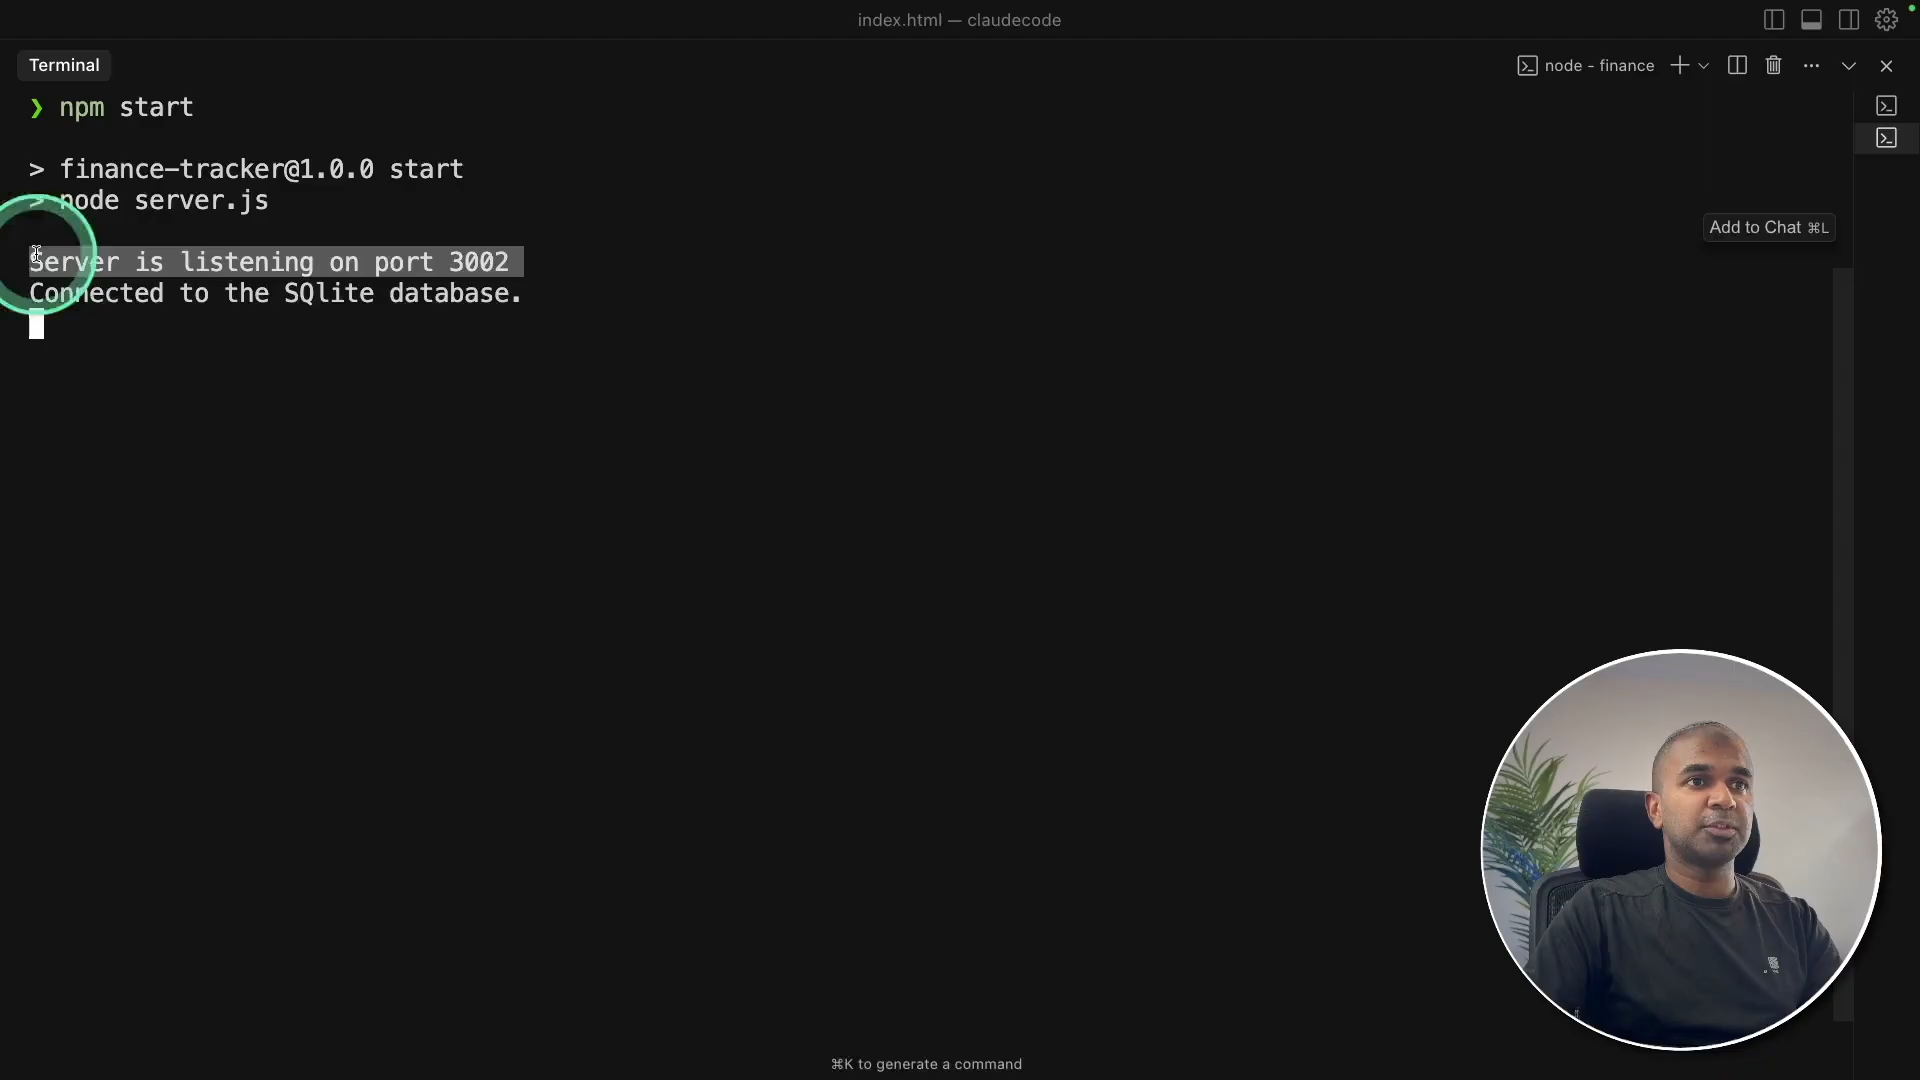 index.html — claudecode
Terminal
node - finance
❯ npm start
> finance-tracker@1.0.0 start
> node server.js
Add to Chat ⌘L
Server is listening on port 3002
Connected to the SQlite database.
⌘K to generate a command